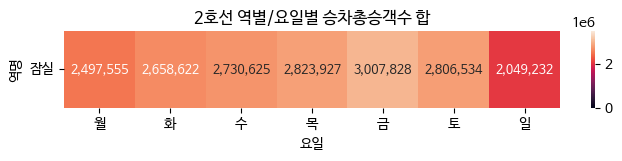 2호선 역별/요일별 승차총승객수 합
1e6
역명
잠실
2,497,555 2,658,622 2,730,625 2,823,927 3,007,828 2,806,534 2,049,232
2
0
월 화 수 목 금 토 일
요일